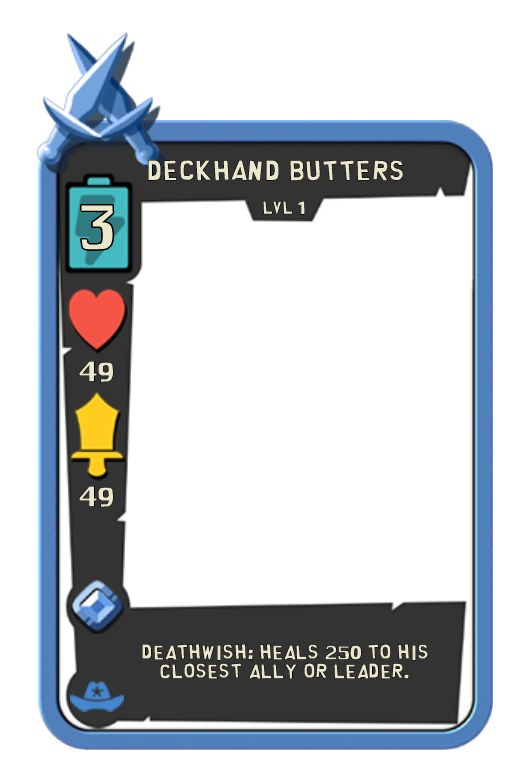 DECKHAND BUTTERS
LVL 1
3
49
49
DEATHWISH: HEALS 250 TO HIS
CLOSEST ALLY OR LEADER.